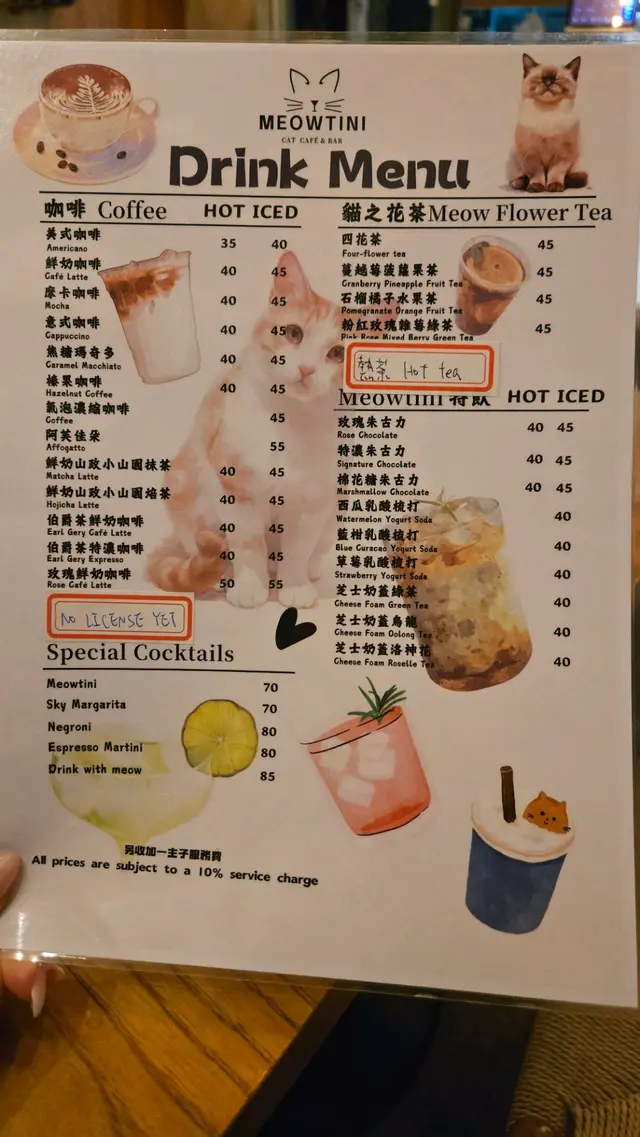 MEOWTINI
CAT CAFÉ & BAR
Drink Menu
咖啡 Coffee HOT ICED
美式咖啡
Americano 35 40
鮮奶咖啡
Café Latte 40 45
摩卡咖啡
Mocha 40 45
意式咖啡
Cappuccino 40 45
焦糖瑪奇多
Caramel Macchiato 40 45
榛果咖啡
Hazelnut Coffee 40 45
氣泡濃縮咖啡
Coffee 45
阿芙佳朵
Affogatto 55
鮮奶山政小山園抹茶
Matcha Latte 40 45
鮮奶山政小山園焙茶
Hojicha Latte 40 45
伯爵茶鮮奶咖啡
Earl Gery Café Latte 40 45
伯爵茶特濃咖啡
Earl Gery Expresso 40 45
玫瑰鮮奶咖啡
Rose Café Latte 50 55
NO LICENSE YET
Special Cocktails
Meowtini 70
Sky Margarita 70
Negroni 80
Espresso Martini 80
Drink with meow 85
另收加一主子服務費
All prices are subject to a 10% service charge
貓之花茶 Meow Flower Tea
四花茶
Four-flower tea 45
蔓越莓菠蘿果茶
Cranberry Pineapple Fruit Tea 45
石榴橘子水果茶
Pomegranate Orange Fruit Tea 45
粉紅玫瑰雜莓綠茶
Pink Rose Mixed Berry Green Tea 45
熱茶 Hot tea
Meowtini 特飲 HOT ICED
玫瑰朱古力
Rose Chocolate 40 45
特濃朱古力
Signature Chocolate 40 45
棉花糖朱古力
Marshmallow Chocolate 40 45
西瓜乳酸梳打
Watermelon Yogurt Soda 40
藍柑乳酸梳打
Blue Curacao Yogurt Soda 40
草莓乳酸梳打
Strawberry Yogurt Soda 40
芝士奶蓋綠茶
Cheese Foam Green Tea 40
芝士奶蓋烏龍
Cheese Foam Oolong Tea 40
芝士奶蓋洛神花
Cheese Foam Roselle Tea 40